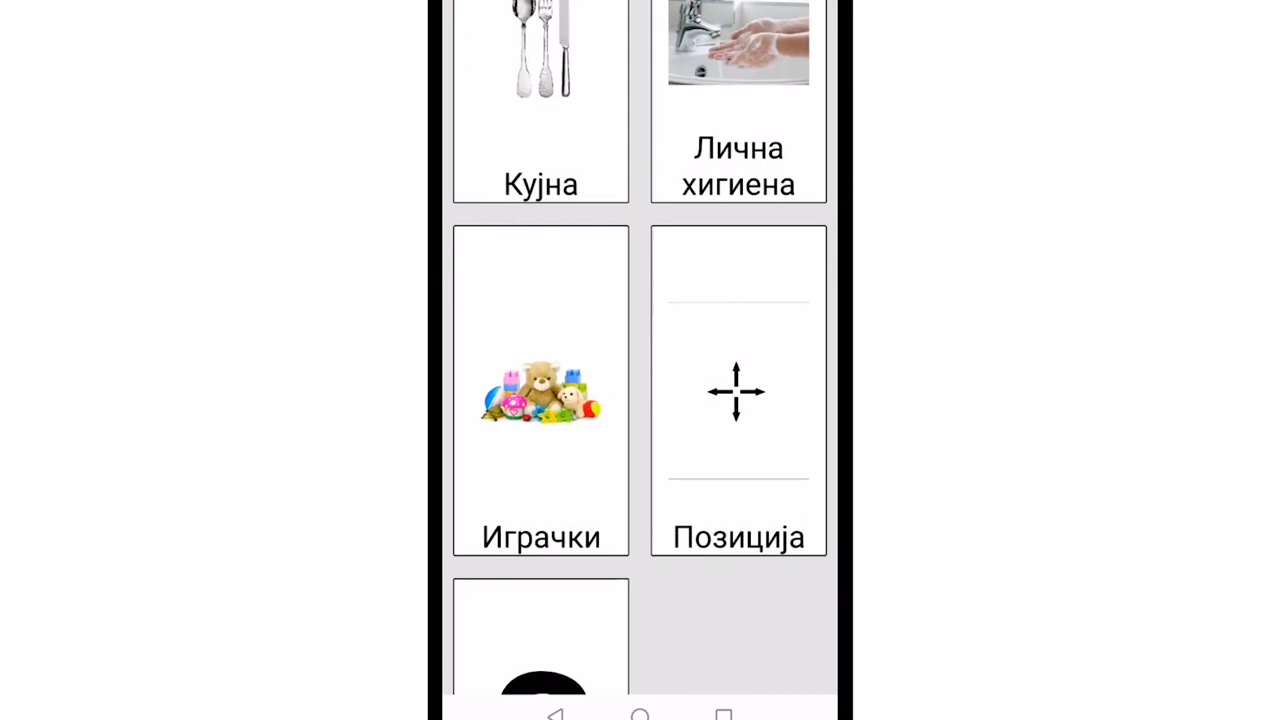 Кујна
Лична
хигиена
Играчки
Позиција